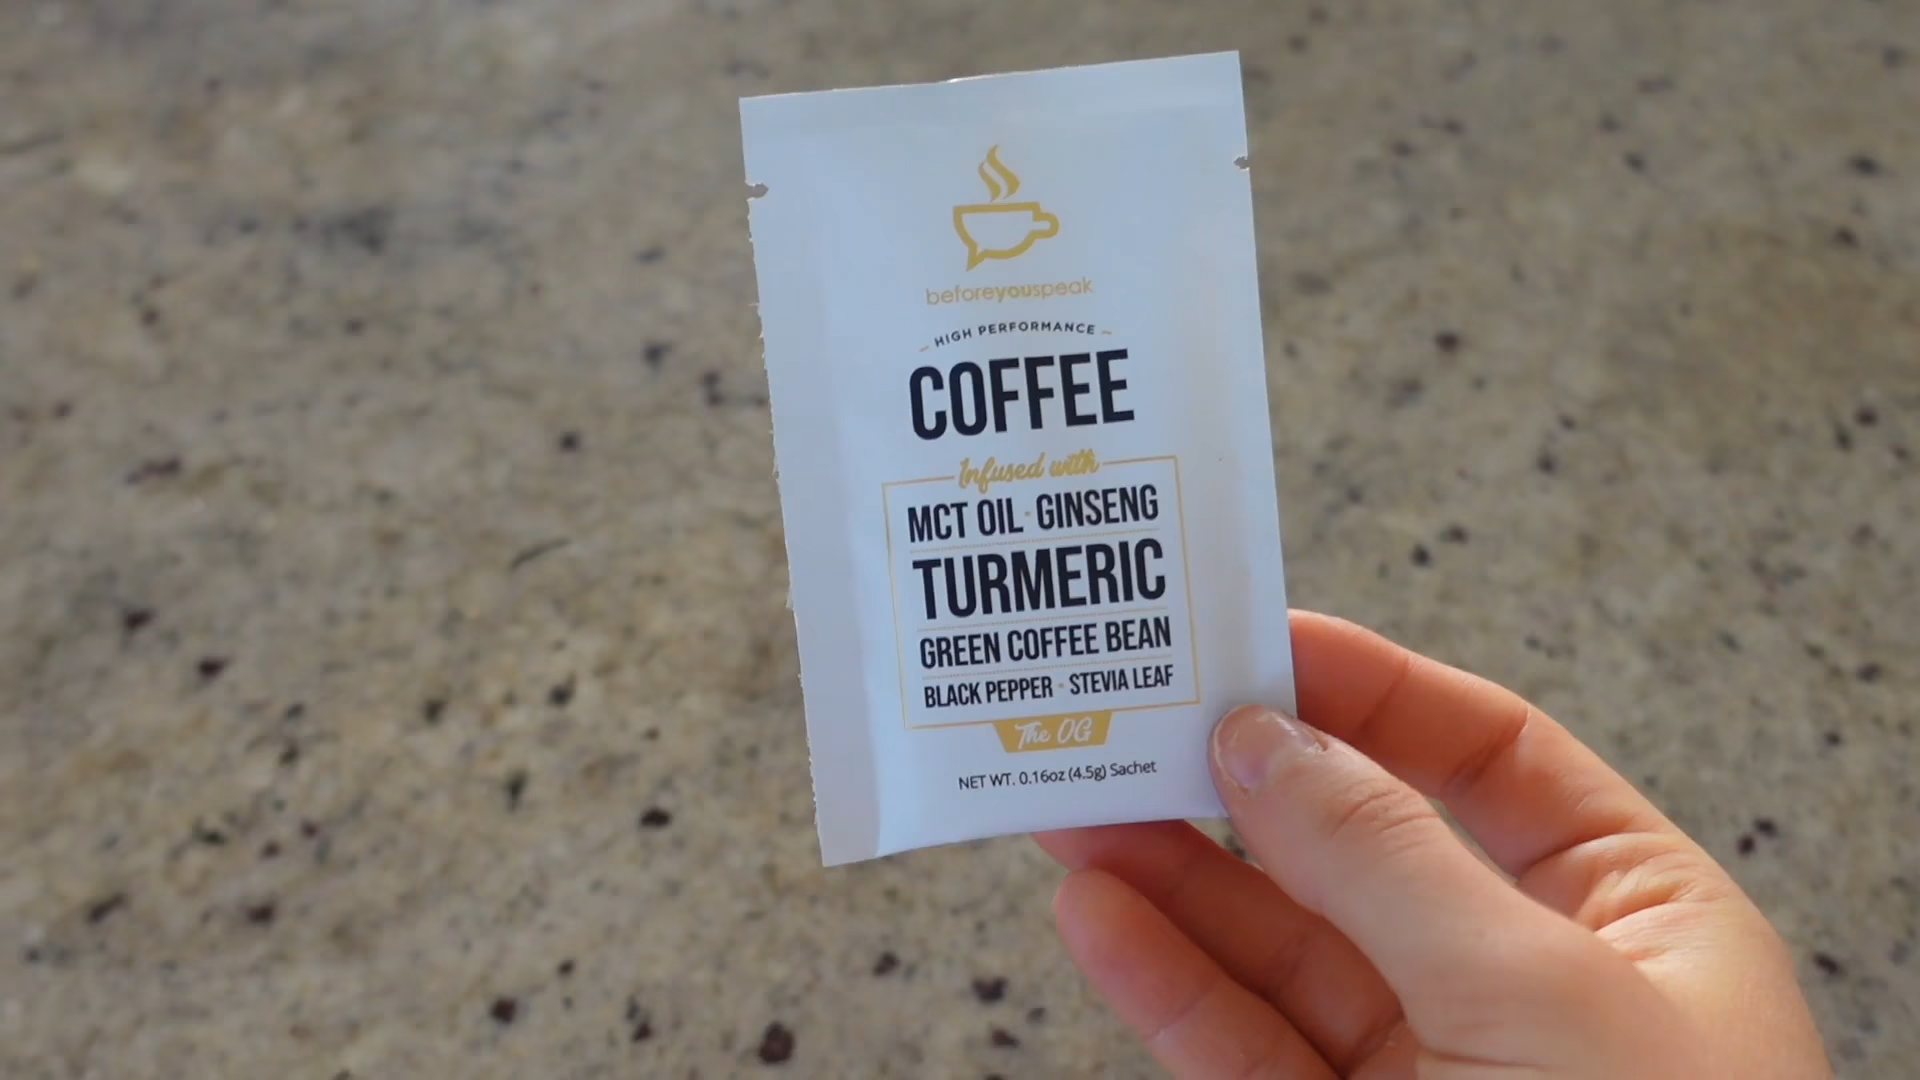 beforeyouspeak
HIGH PERFORMANCE
COFFEE
Infused with
MCT OIL · GINSENG
TURMERIC
GREEN COFFEE BEAN
BLACK PEPPER · STEVIA LEAF
The OG
NET WT. 0.16oz (4.5g) Sachet